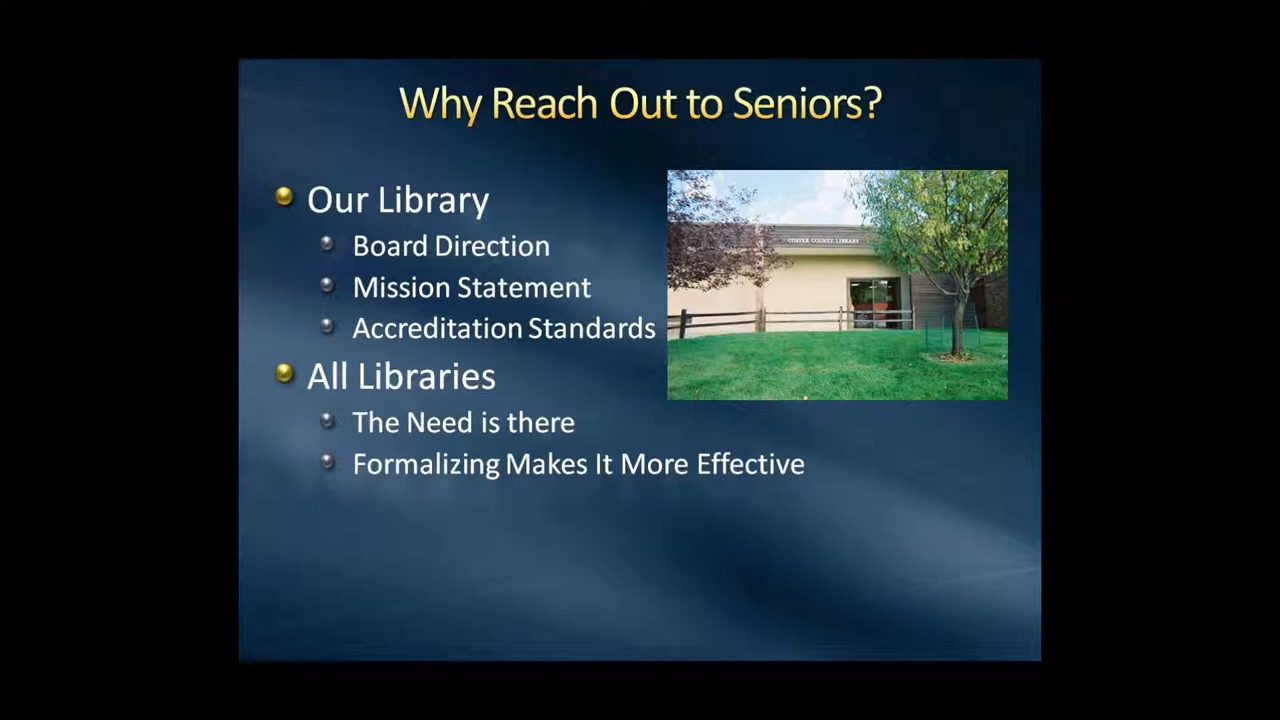 Why Reach Out to Seniors?
Our Library
Board Direction
Mission Statement
Accreditation Standards
CUSTER COUNTY LIBRARY
All Libraries
The Need is there
Formalizing Makes It More Effective